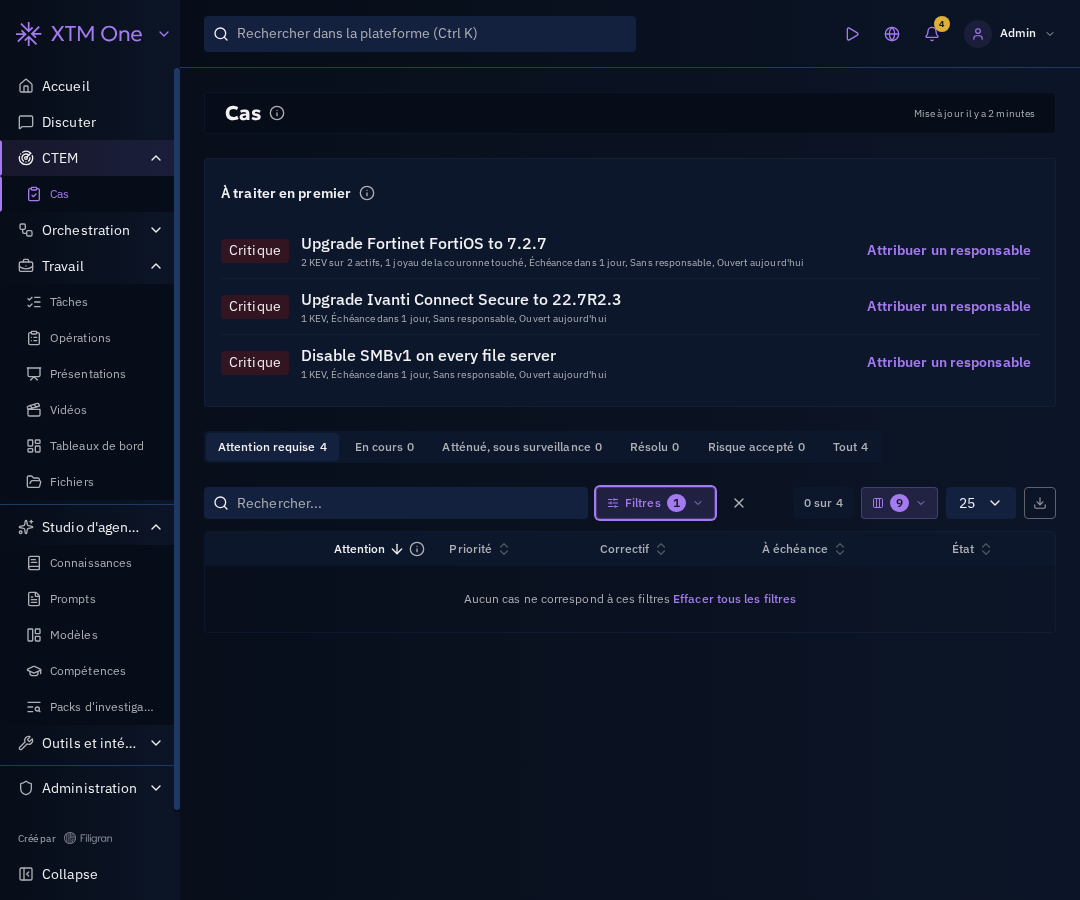 XTM One
Rechercher dans la plateforme (Ctrl K)
4
Admin
Accueil
Discuter
CTEM
Cas
Orchestration
Travail
Tâches
Opérations
Présentations
Vidéos
Tableaux de bord
Fichiers
Studio d'agen...
Connaissances
Prompts
Modèles
Compétences
Packs d'investiga...
Outils et inté...
Administration
Créé par Filigran
Collapse
Cas
Mise à jour il y a 2 minutes
À traiter en premier
Critique
Upgrade Fortinet FortiOS to 7.2.7
2 KEV sur 2 actifs, 1 joyau de la couronne touché, Échéance dans 1 jour, Sans responsable, Ouvert aujourd'hui
Attribuer un responsable
Critique
Upgrade Ivanti Connect Secure to 22.7R2.3
1 KEV, Échéance dans 1 jour, Sans responsable, Ouvert aujourd'hui
Attribuer un responsable
Critique
Disable SMBv1 on every file server
1 KEV, Échéance dans 1 jour, Sans responsable, Ouvert aujourd'hui
Attribuer un responsable
Attention requise 4 En cours 0 Atténué, sous surveillance 0 Résolu 0 Risque accepté 0 Tout 4
Rechercher... Filtres 1 0 sur 4 9 25
Attention Priorité Correctif À échéance État
Aucun cas ne correspond à ces filtres Effacer tous les filtres